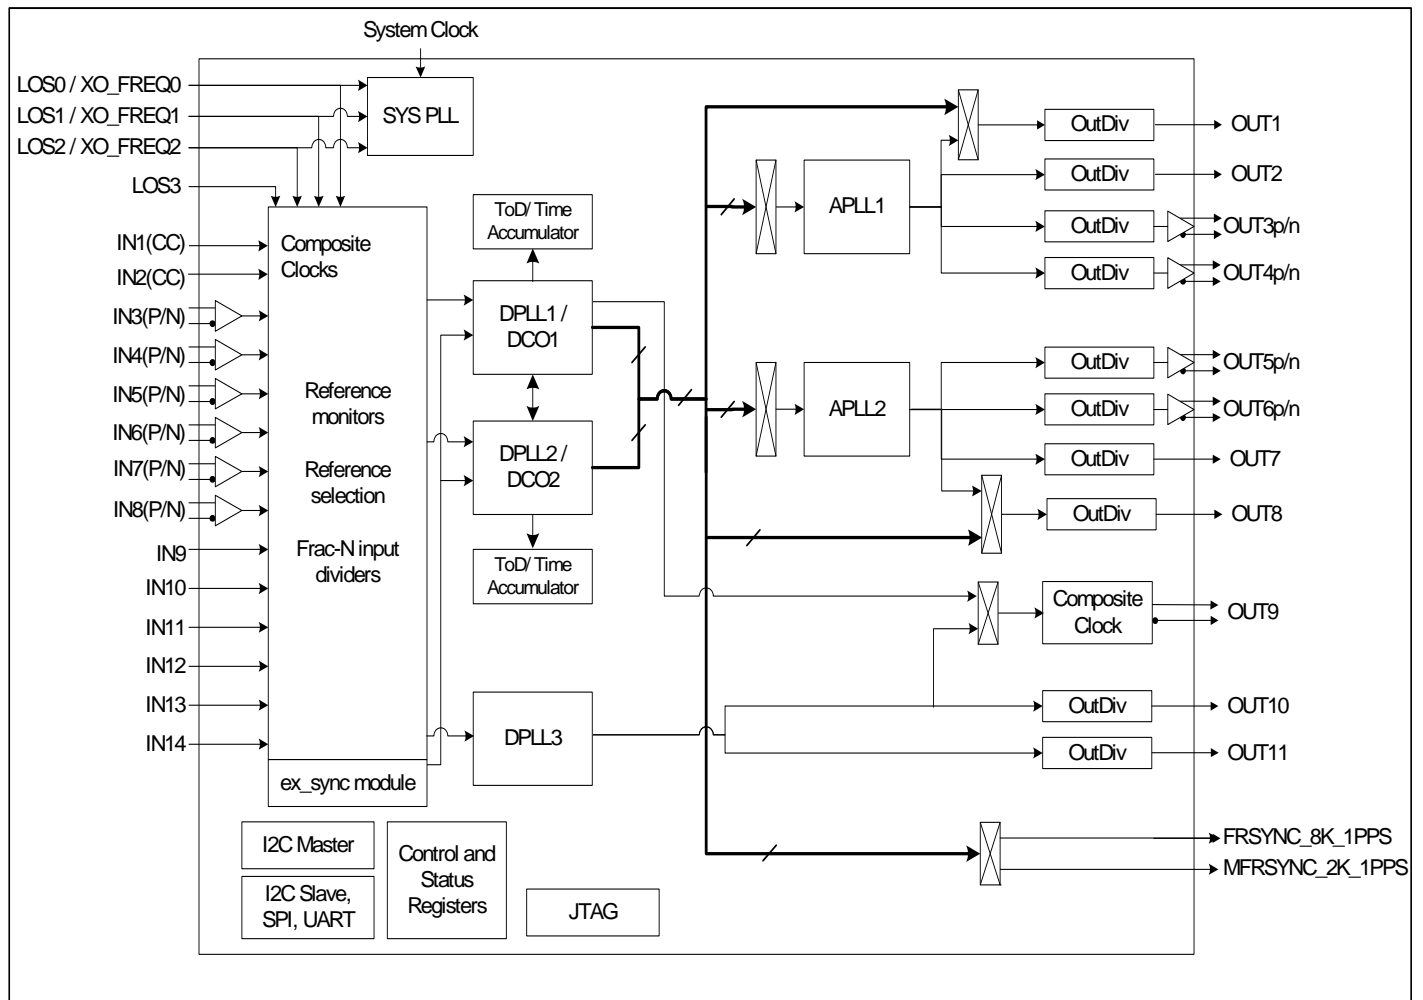 System Clock
LOS0 / XO_FREQ0
LOS1 / XO_FREQ1
LOS2 / XO_FREQ2
LOS3
SYS PLL
IN1(CC)
IN2(CC)
IN3(P/N)
IN4(P/N)
IN5(P/N)
IN6(P/N)
IN7(P/N)
IN8(P/N)
IN9
IN10
IN11
IN12
IN13
IN14
Composite
Clocks
Reference
monitors
Reference
selection
Frac-N input
dividers
ex_sync module
ToD/ Time
Accumulator
DPLL1 /
DCO1
DPLL2 /
DCO2
ToD/ Time
Accumulator
DPLL3
APLL1
APLL2
OutDiv
OutDiv
OutDiv
OutDiv
OutDiv
OutDiv
OutDiv
OutDiv
Composite
Clock
OutDiv
OutDiv
OUT1
OUT2
OUT3p/n
OUT4p/n
OUT5p/n
OUT6p/n
OUT7
OUT8
OUT9
OUT10
OUT11
FRSYNC_8K_1PPS
MFRSYNC_2K_1PPS
I2C Master
I2C Slave,
SPI, UART
Control and
Status
Registers
JTAG